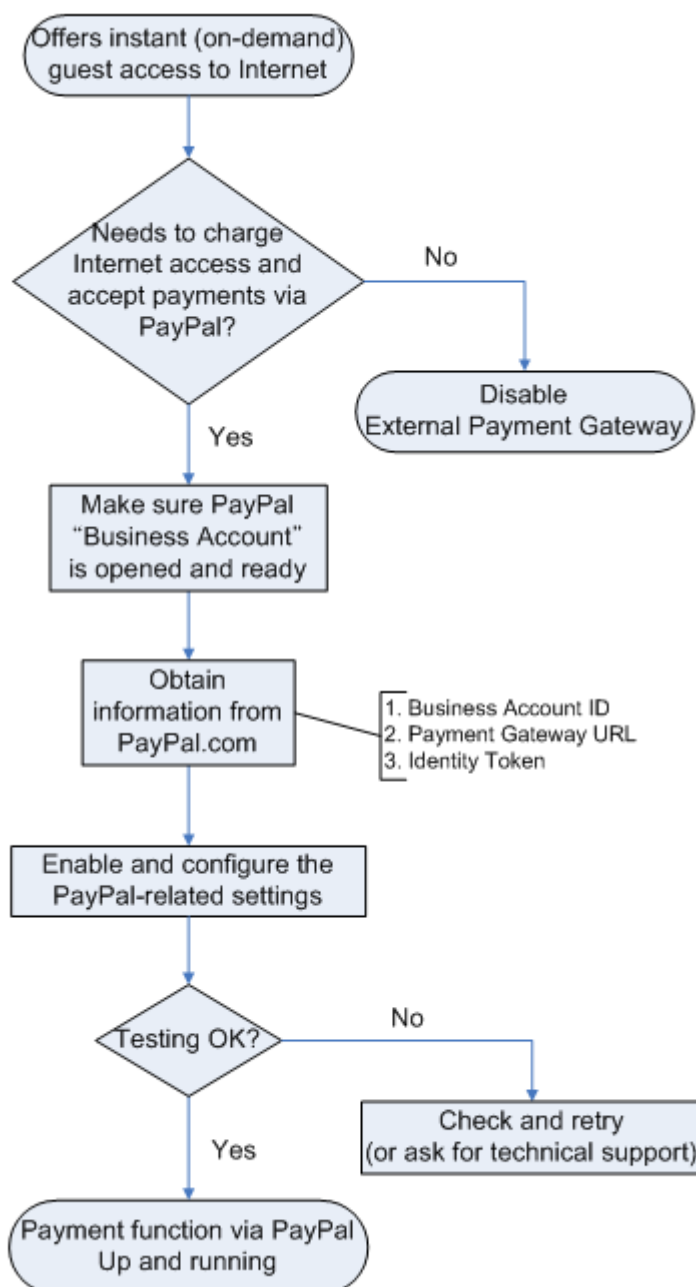 Offers instant (on-demand)
guest access to Internet
Needs to charge
Internet access and
accept payments via
PayPal?
No
Disable
External Payment Gateway
Yes
Make sure PayPal
“Business Account”
is opened and ready
Obtain
information from
PayPal.com
1. Business Account ID
2. Payment Gateway URL
3. Identity Token
Enable and configure the
PayPal-related settings
Testing OK?
No
Check and retry
(or ask for technical support)
Yes
Payment function via PayPal
Up and running